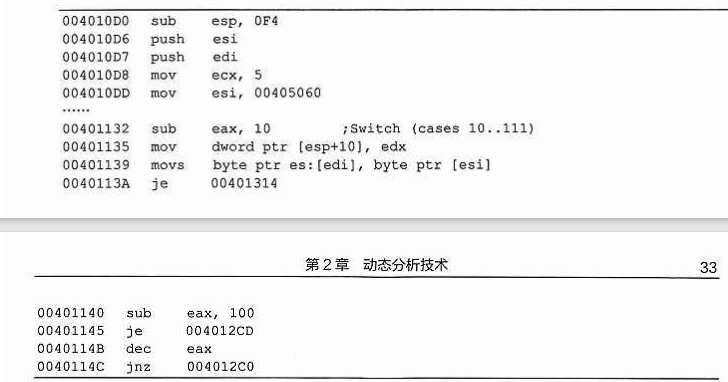 004010D0 sub esp, 0F4
004010D6 push esi
004010D7 push edi
004010D8 mov ecx, 5
004010DD mov esi, 00405060
……
00401132 sub eax, 10 ;Switch (cases 10..111)
00401135 mov dword ptr [esp+10], edx
00401139 movs byte ptr es:[edi], byte ptr [esi]
0040113A je 00401314
第 2 章 动态分析技术 33
00401140 sub eax, 100
00401145 je 004012CD
0040114B dec eax
0040114C jnz 004012C0